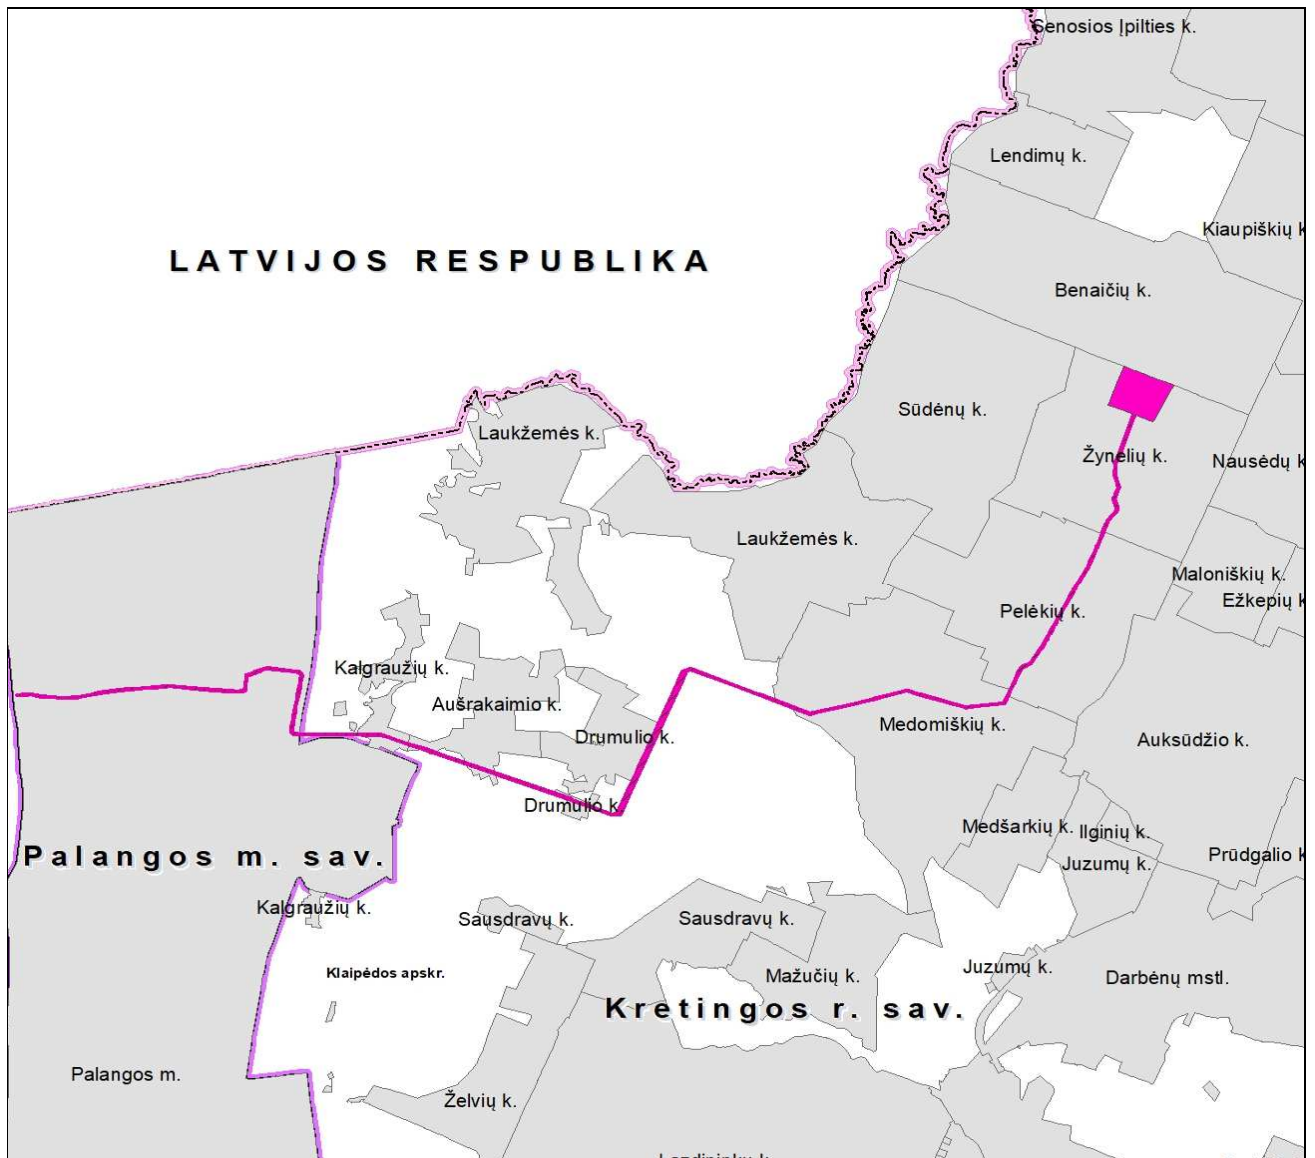 Senosios Įpilties k.
Lendimų k.
Kiaupiškių k
LATVIJOS RESPUBLIKA
Benaičių k.
Sūdėnų k.
Laukžemės k.
Žynelių k.
Nausėdų k
Laukžemės k.
Maloniškių k.
Ežkepių k
Pelėkių k.
Kalgraužių k.
Aušrakaimio k.
Medomiškių k.
Drumulio k.
Auksūdžio k.
Drumulio k.
Medšarkių k.
Ilginių k.
Palangos m. sav.
Prūdgalio k
Juzumų k.
Kalgraužių k.
Sausdravų k.
Sausdravų k.
Klaipėdos apskr.
Mažučių k.
Juzumų k.
Darbėnų mstl.
Kretingos r. sav.
Palangos m.
Želvių k.